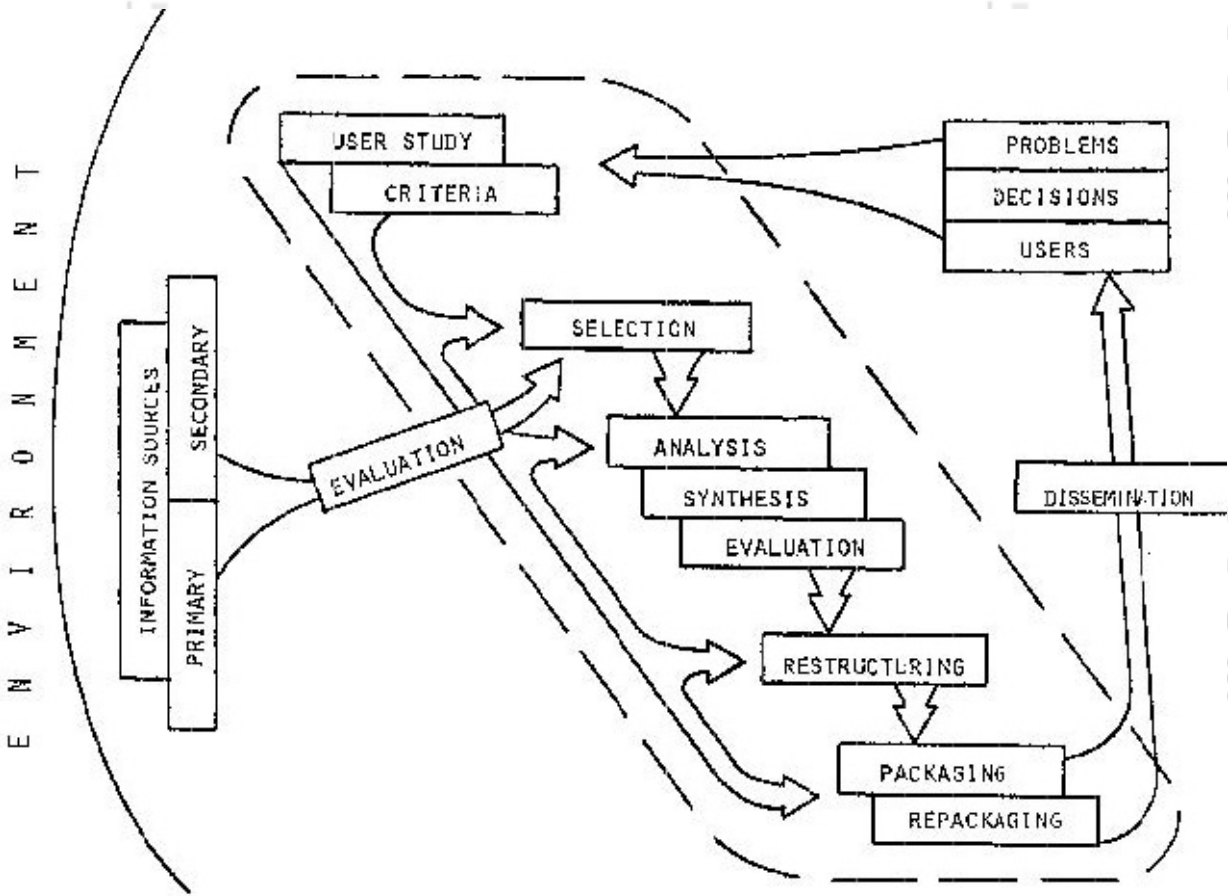 ENVIRONMENT
USER STUDY
CRITERIA
PROBLEMS
DECISIONS
USERS
INFORMATION SOURCES
SECONDARY
PRIMARY
SELECTION
EVALUATION
ANALYSIS
SYNTHESIS
EVALUATION
DISSEMINATION
RESTRUCTURING
PACKAGING
REPACKAGING